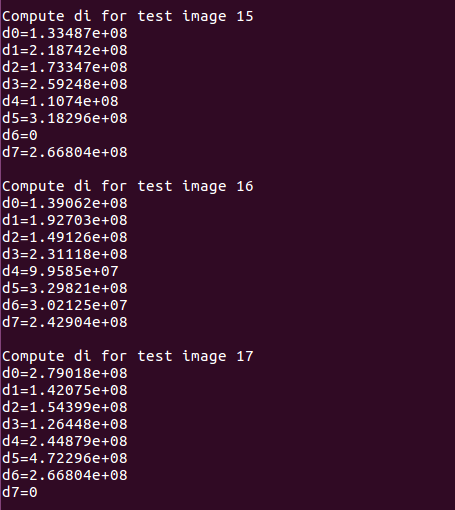 Compute di for test image 15
d0=1.33487e+08
d1=2.18742e+08
d2=1.73347e+08
d3=2.59248e+08
d4=1.1074e+08
d5=3.18296e+08
d6=0
d7=2.66804e+08
Compute di for test image 16
d0=1.39062e+08
d1=1.92703e+08
d2=1.49126e+08
d3=2.31118e+08
d4=9.9585e+07
d5=3.29821e+08
d6=3.02125e+07
d7=2.42904e+08
Compute di for test image 17
d0=2.79018e+08
d1=1.42075e+08
d2=1.54399e+08
d3=1.26448e+08
d4=2.44879e+08
d5=4.72296e+08
d6=2.66804e+08
d7=0